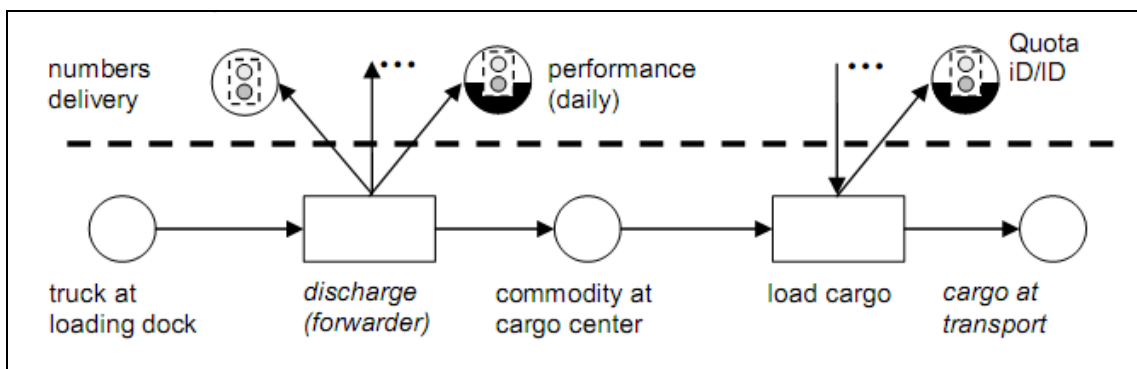 numbers
delivery
•••
performance
(daily)
•••
Quota
iD/ID
truck at
loading dock
discharge
(forwarder)
commodity at
cargo center
load cargo
cargo at
transport